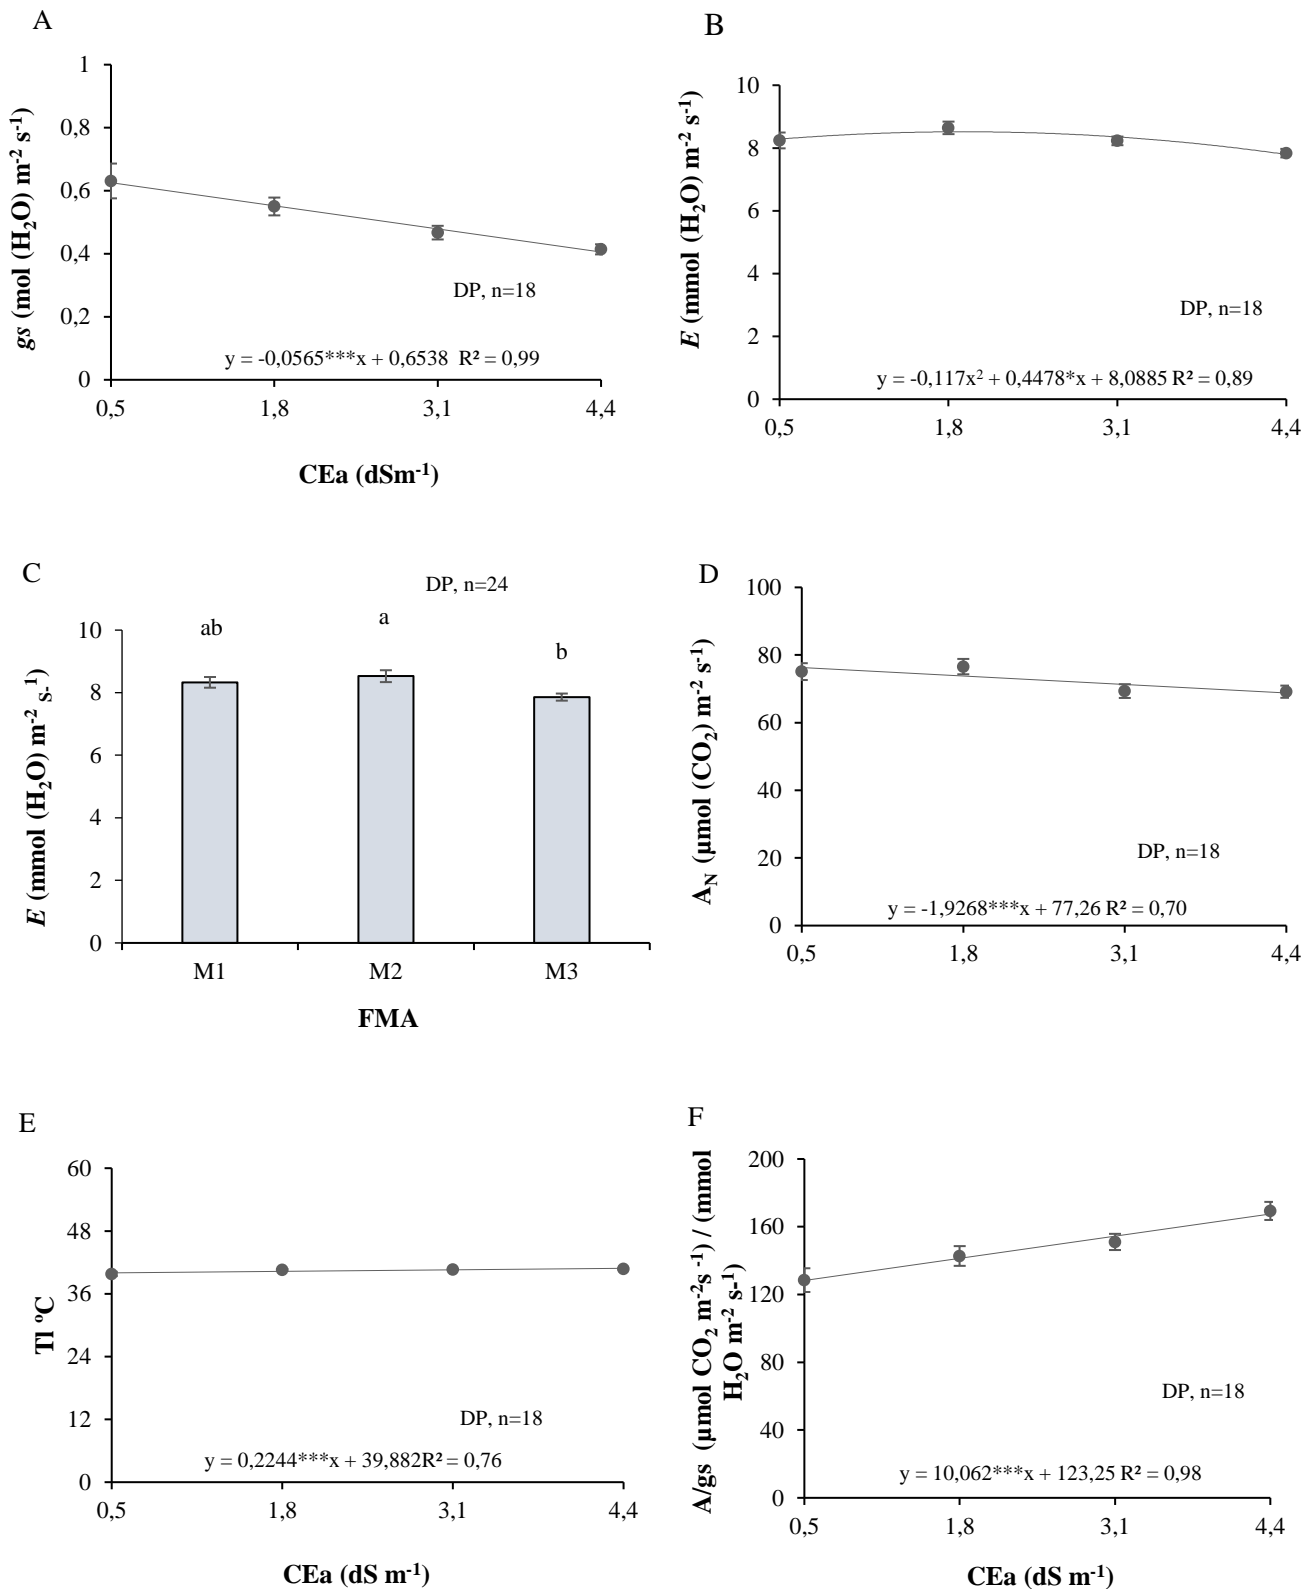 A
gs (mol (H₂O) m⁻² s⁻¹)
1
0,8
0,6
0,4
0,2
0
DP, n=18
y = -0,0565***x + 0,6538 R² = 0,99
0,5 1,8 3,1 4,4
CEa (dSm⁻¹)
B
E (mmol (H₂O) m⁻² s⁻¹)
10
8
6
4
2
0
DP, n=18
y = -0,117x² + 0,4478*x + 8,0885 R² = 0,89
0,5 1,8 3,1 4,4
C
DP, n=24
E (mmol (H₂O) m⁻² s-¹)
10
8
6
4
2
0
ab a b
M1 M2 M3
FMA
D
A_N (µmol (CO₂) m⁻² s⁻¹)
100
80
60
40
20
0
DP, n=18
y = -1,9268***x + 77,26 R² = 0,70
0,5 1,8 3,1 4,4
E
Tl ºC
60
48
36
24
12
0
DP, n=18
y = 0,2244***x + 39,882R² = 0,76
0,5 1,8 3,1 4,4
CEa (dS m⁻¹)
F
A/gs (µmol CO₂ m⁻²s ⁻¹) / (mmol
H₂O m⁻² s-¹)
200
160
120
80
40
0
DP, n=18
y = 10,062***x + 123,25 R² = 0,98
0,5 1,8 3,1 4,4
CEa (dS m⁻¹)